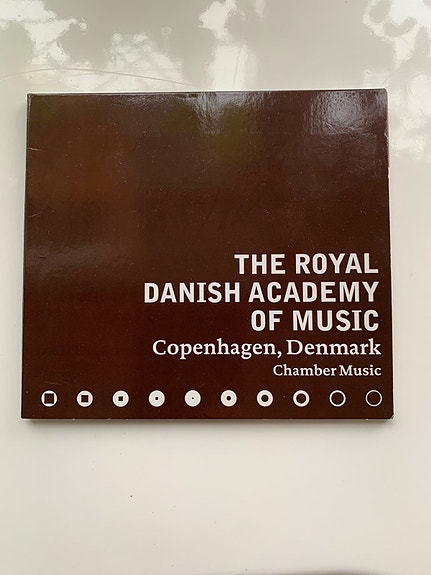 THE ROYAL
DANISH ACADEMY
OF MUSIC
Copenhagen, Denmark
Chamber Music